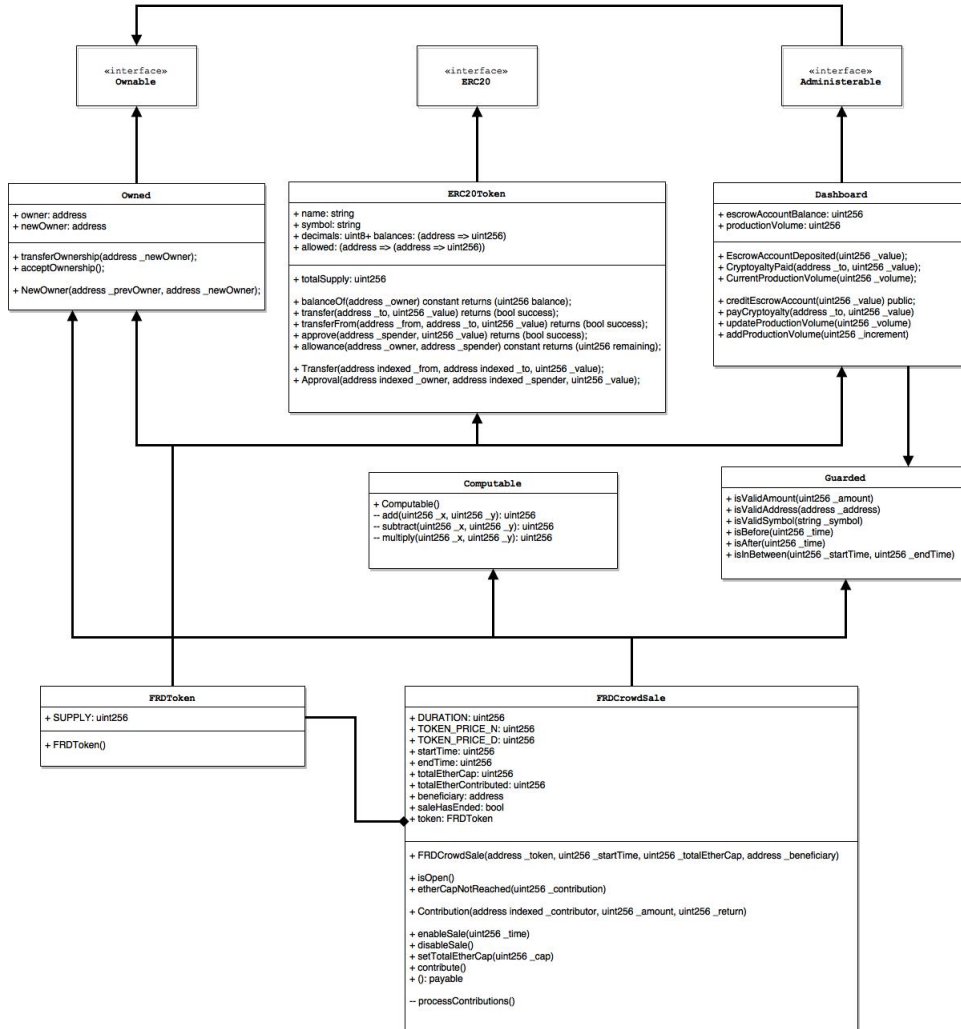 «interface»
Ownable
«interface»
ERC20
«interface»
Administerable
Owned
+ owner: address
+ newOwner: address
+ transferOwnership(address _newOwner);
+ acceptOwnership();
+ NewOwner(address _prevOwner, address _newOwner);
ERC20Token
+ name: string
+ symbol: string
+ decimals: uint8+ balances: (address => uint256)
+ allowed: (address => (address => uint256))
+ totalSupply: uint256
+ balanceOf(address _owner) constant returns (uint256 balance);
+ transfer(address _to, uint256 _value) returns (bool success);
+ transferFrom(address _from, address _to, uint256 _value) returns (bool success);
+ approve(address _spender, uint256 _value) returns (bool success);
+ allowance(address _owner, address _spender) constant returns (uint256 remaining);
+ Transfer(address indexed _from, address indexed _to, uint256 _value);
+ Approval(address indexed _owner, address indexed _spender, uint256 _value);
Dashboard
+ escrowAccountBalance: uint256
+ productionVolume: uint256
+ EscrowAccountDeposited(uint256 _value);
+ CryptoyaltyPaid(address _to, uint256 _value);
+ CurrentProductionVolume(uint256 _volume);
+ creditEscrowAccount(uint256 _value) public;
+ payCryptoyalty(address _to, uint256 _value)
+ updateProductionVolume(uint256 _volume)
+ addProductionVolume(uint256 _increment)
Computable
+ Computable()
-- add(uint256 _x, uint256 _y): uint256
-- subtract(uint256 _x, uint256 _y): uint256
-- multiply(uint256 _x, uint256 _y): uint256
Guarded
+ isValidAmount(uint256 _amount)
+ isValidAddress(address _address)
+ isValidSymbol(string _symbol)
+ isBefore(uint256 _time)
+ isAfter(uint256 _time)
+ isInBetween(uint256 _startTime, uint256 _endTime)
FRDToken
+ SUPPLY: uint256
+ FRDToken()
FRDCrowdSale
+ DURATION: uint256
+ TOKEN_PRICE_N: uint256
+ TOKEN_PRICE_D: uint256
+ startTime: uint256
+ endTime: uint256
+ totalEtherCap: uint256
+ totalEtherContributed: uint256
+ beneficiary: address
+ saleHasEnded: bool
+ token: FRDToken
+ FRDCrowdSale(address _token, uint256 _startTime, uint256 _totalEtherCap, address _beneficiary)
+ isOpen()
+ etherCapNotReached(uint256 _contribution)
+ Contribution(address indexed _contributor, uint256 _amount, uint256 _return)
+ enableSale(uint256 _time)
+ disableSale()
+ setTotalEtherCap(uint256 _cap)
+ contribute()
+ (): payable
-- processContributions()